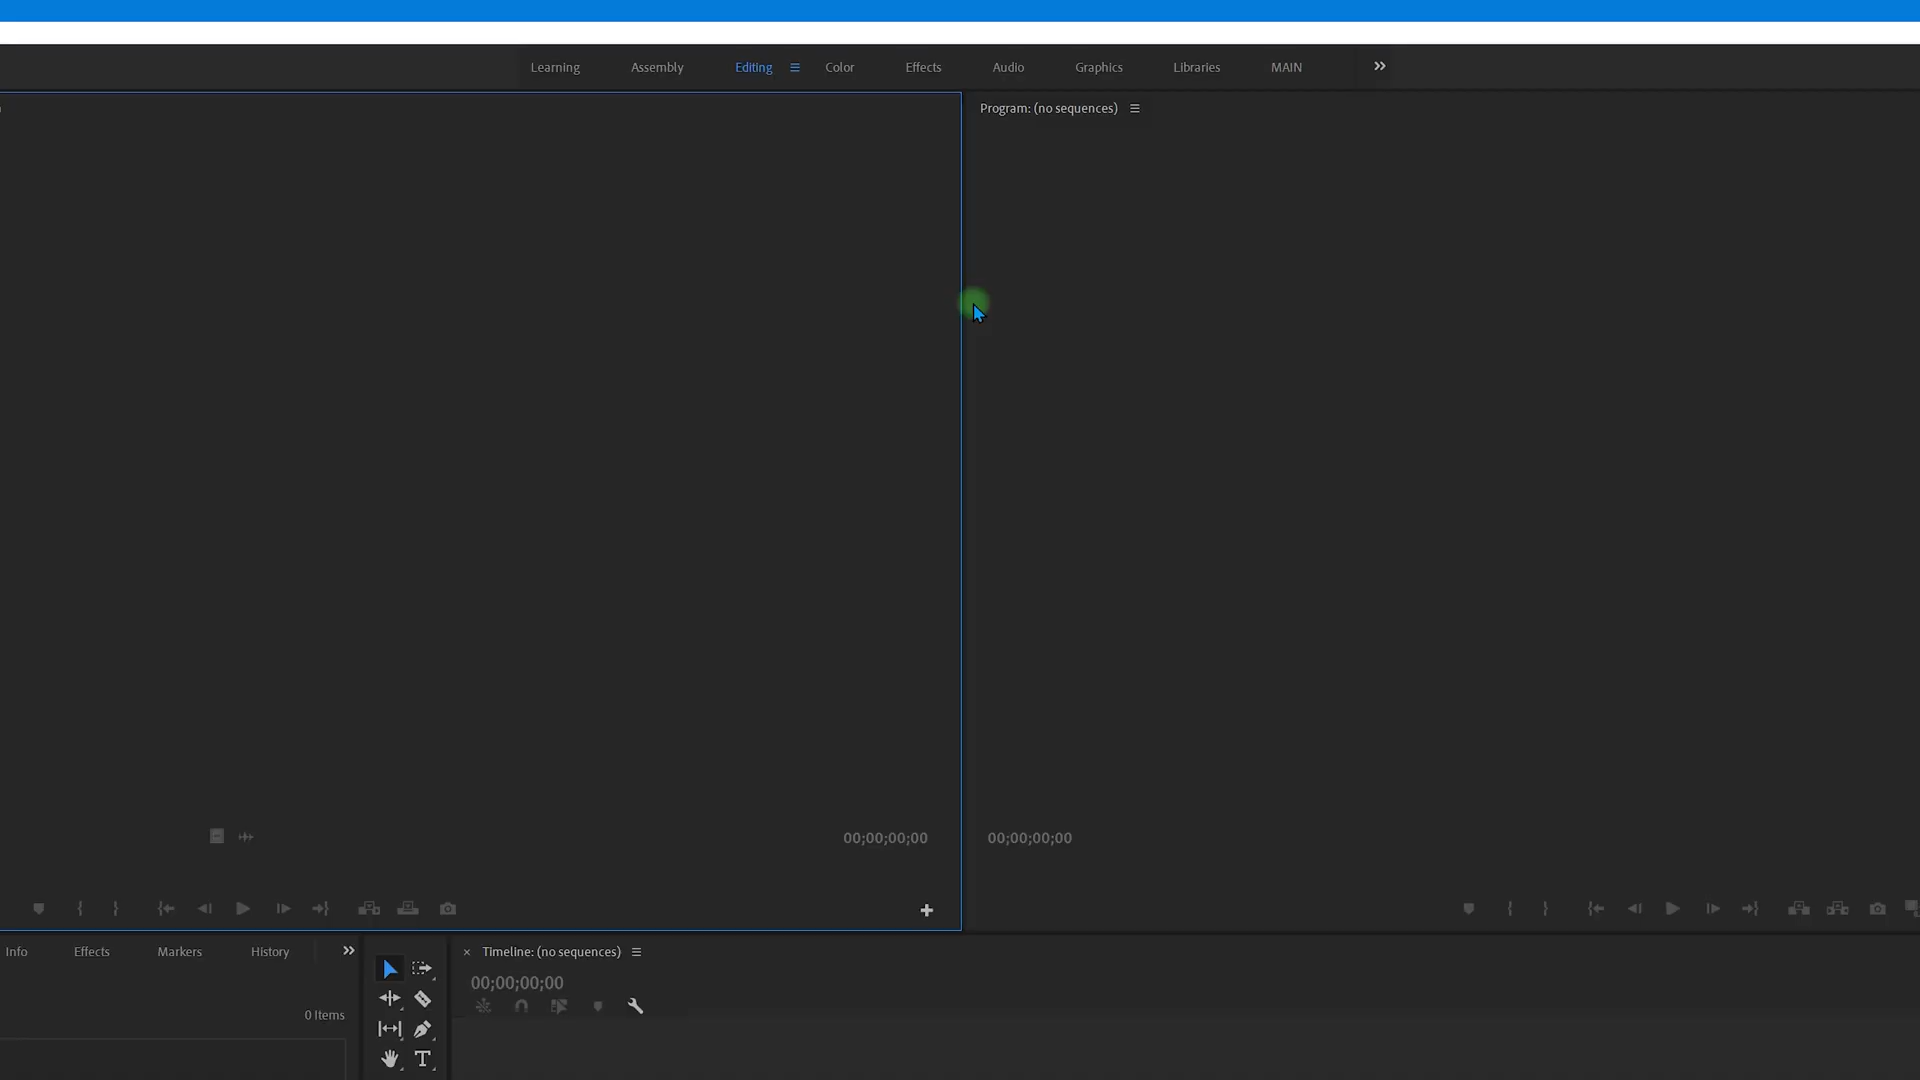 Learning Assembly Editing Color Effects Audio Graphics Libraries MAIN
Program: (no sequences)
00;00;00;00
00;00;00;00
Info Effects Markers History
Timeline: (no sequences)
00;00;00;00
0 Items